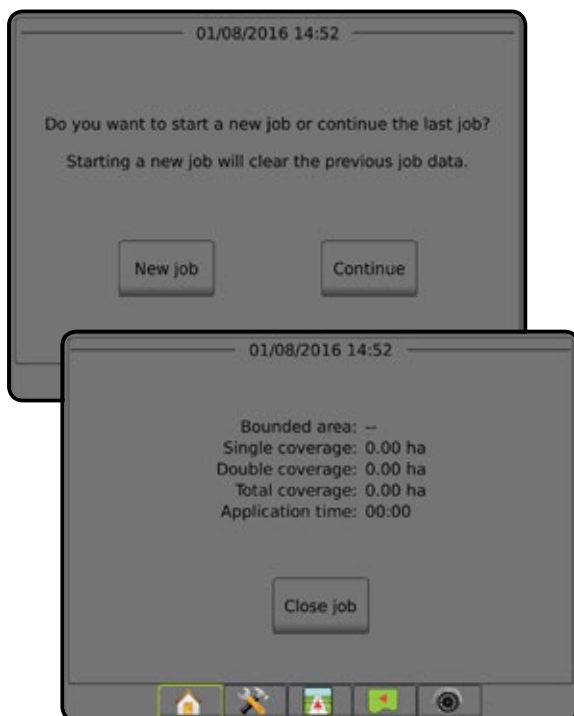 01/08/2016 14:52
Do you want to start a new job or continue the last job?
Starting a new job will clear the previous job data.
New job
Continue
01/08/2016 14:52
Bounded area: --
Single coverage: 0.00 ha
Double coverage: 0.00 ha
Total coverage: 0.00 ha
Application time: 00:00
Close job